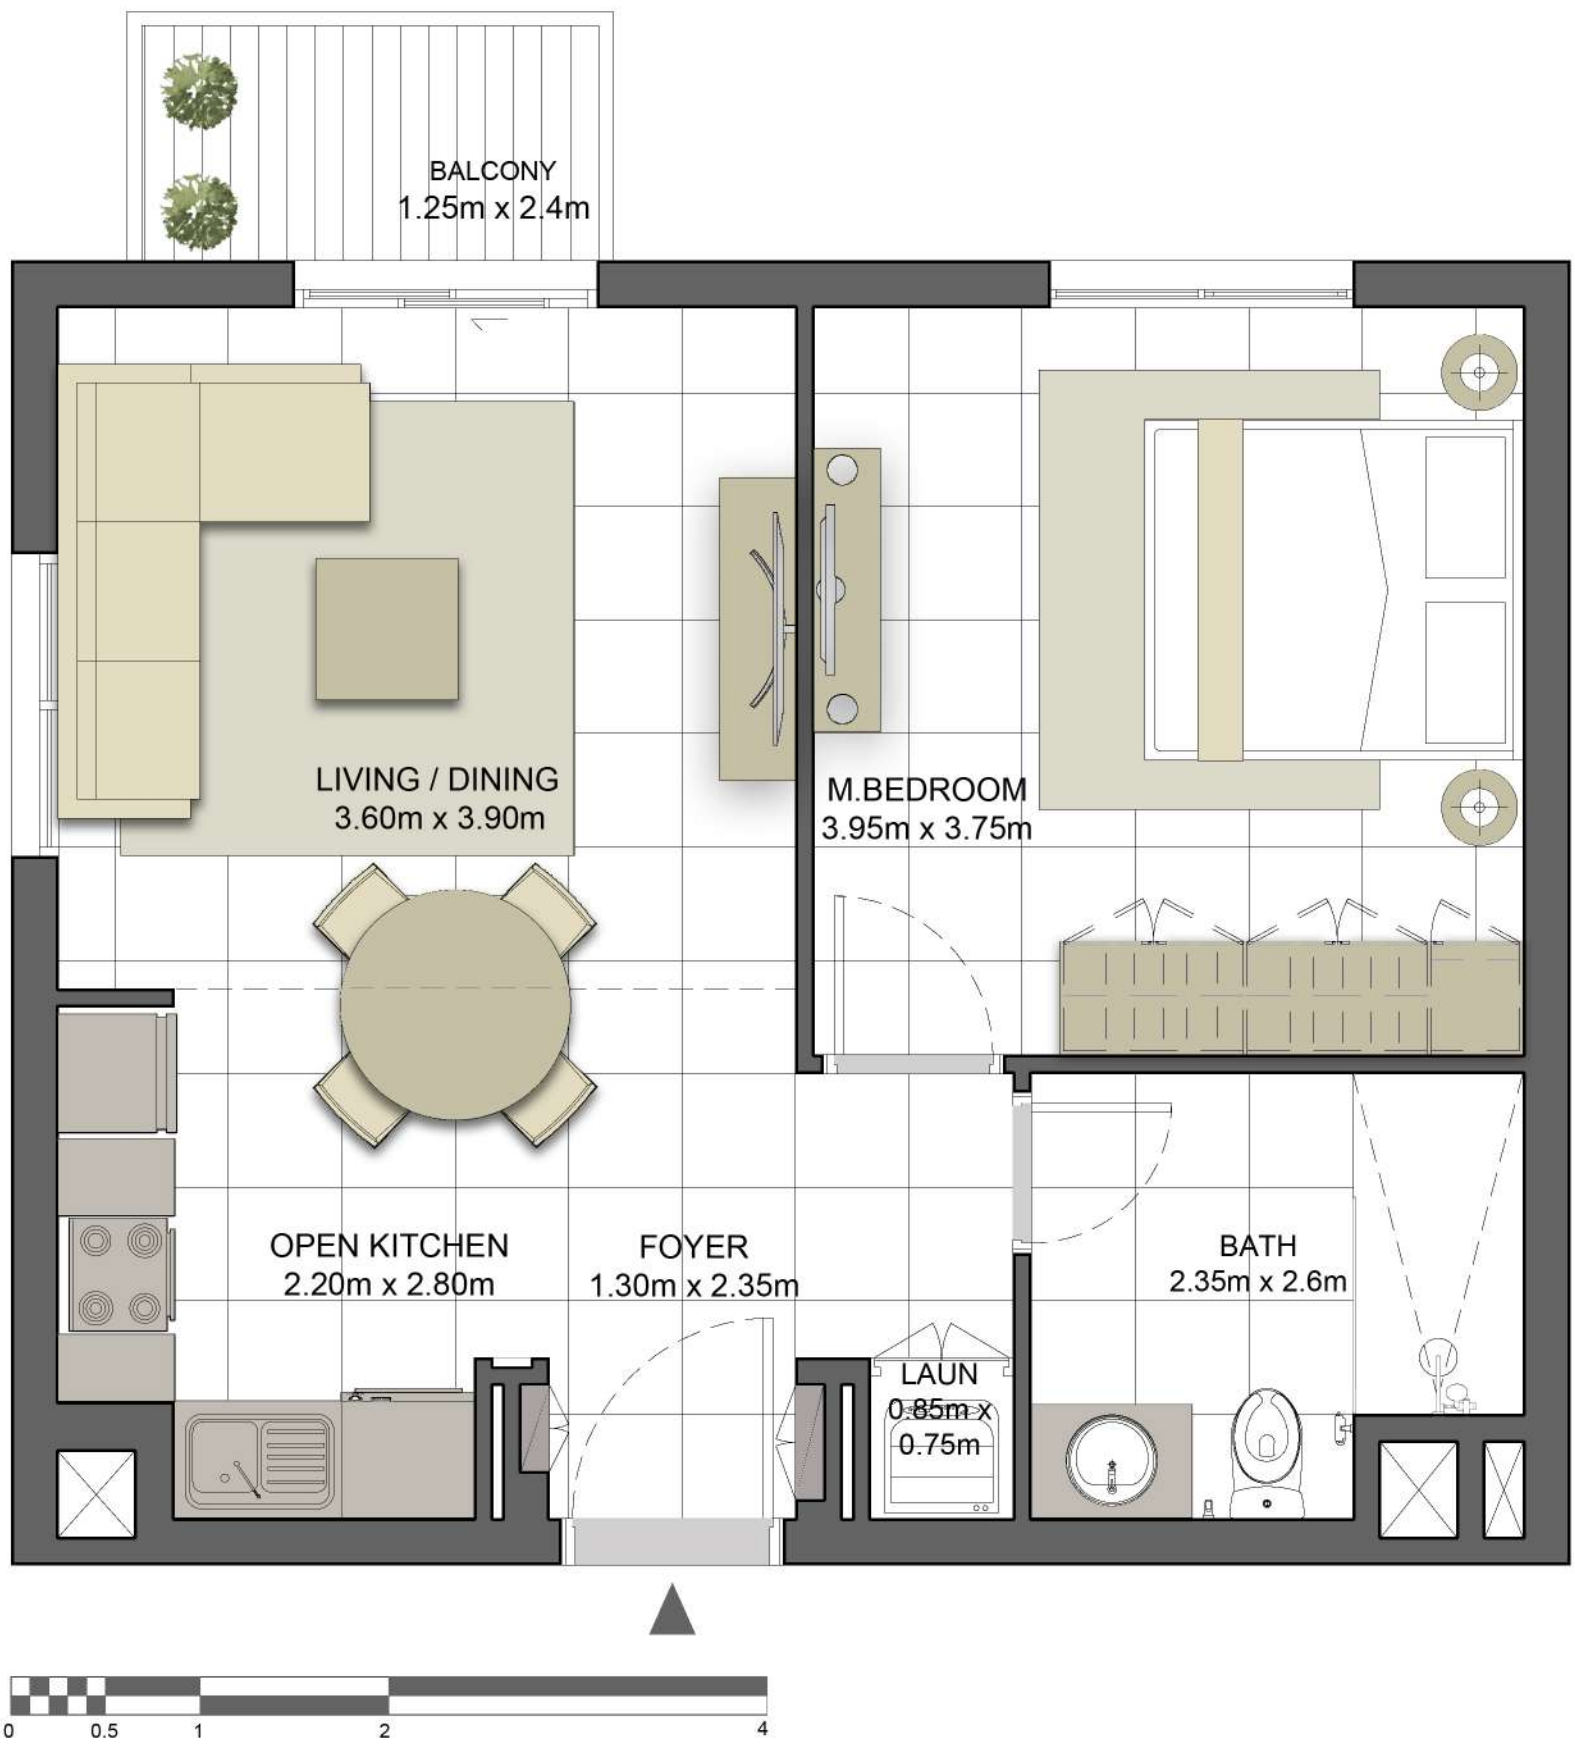 BALCONY
1.25m x 2.4m
LIVING / DINING
3.60m x 3.90m
M.BEDROOM
3.95m x 3.75m
OPEN KITCHEN
2.20m x 2.80m
FOYER
1.30m x 2.35m
BATH
2.35m x 2.6m
LAUN
0.85m x
0.75m
0 0.5 1 2 4